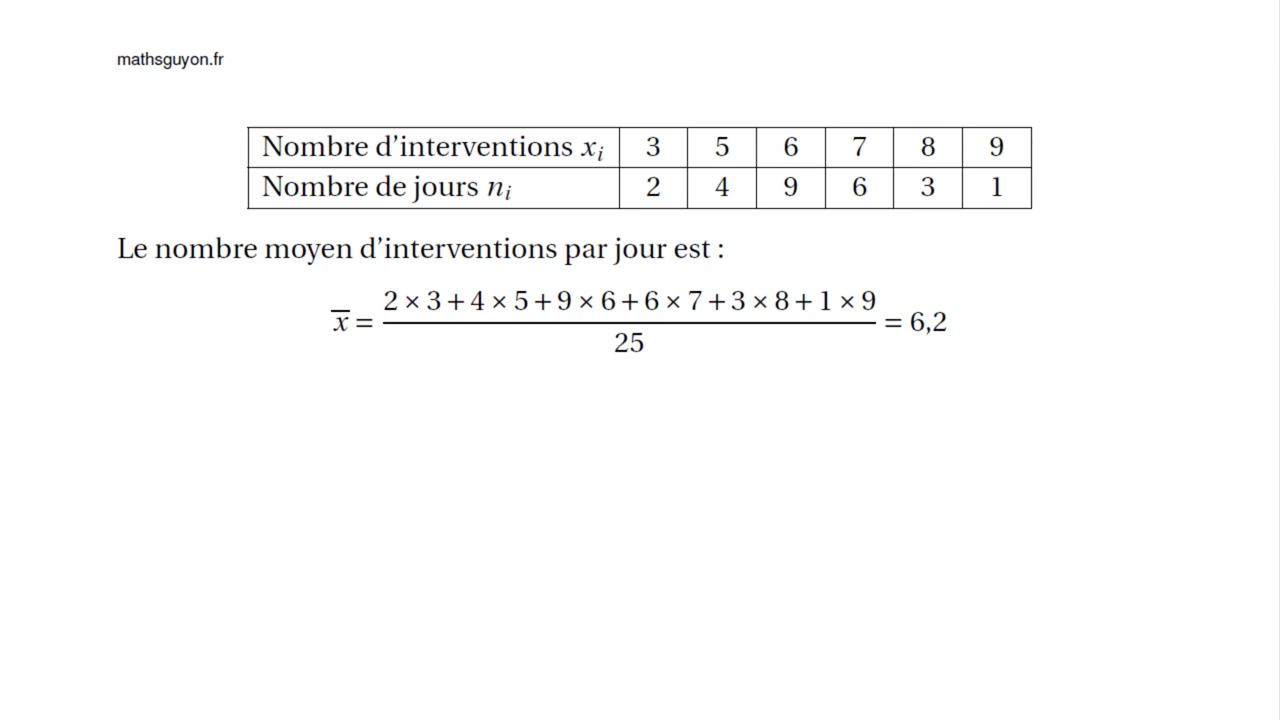 mathsguyon.fr
Nombre d'interventions xᵢ 3 5 6 7 8 9
Nombre de jours nᵢ 2 4 9 6 3 1
Le nombre moyen d'interventions par jour est :
x̅ = (2 × 3 + 4 × 5 + 9 × 6 + 6 × 7 + 3 × 8 + 1 × 9) / 25 = 6,2